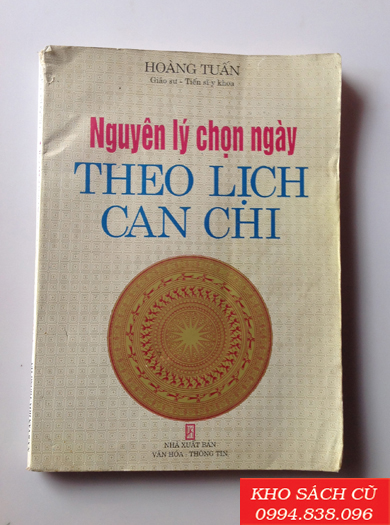 HOÀNG TUẤN
Giáo sư - Tiến sĩ y khoa
Nguyên lý chọn ngày
THEO LỊCH
CAN CHI
NHÀ XUẤT BẢN
VĂN HÓA - THÔNG TIN
KHO SÁCH CŨ
0994.838.096